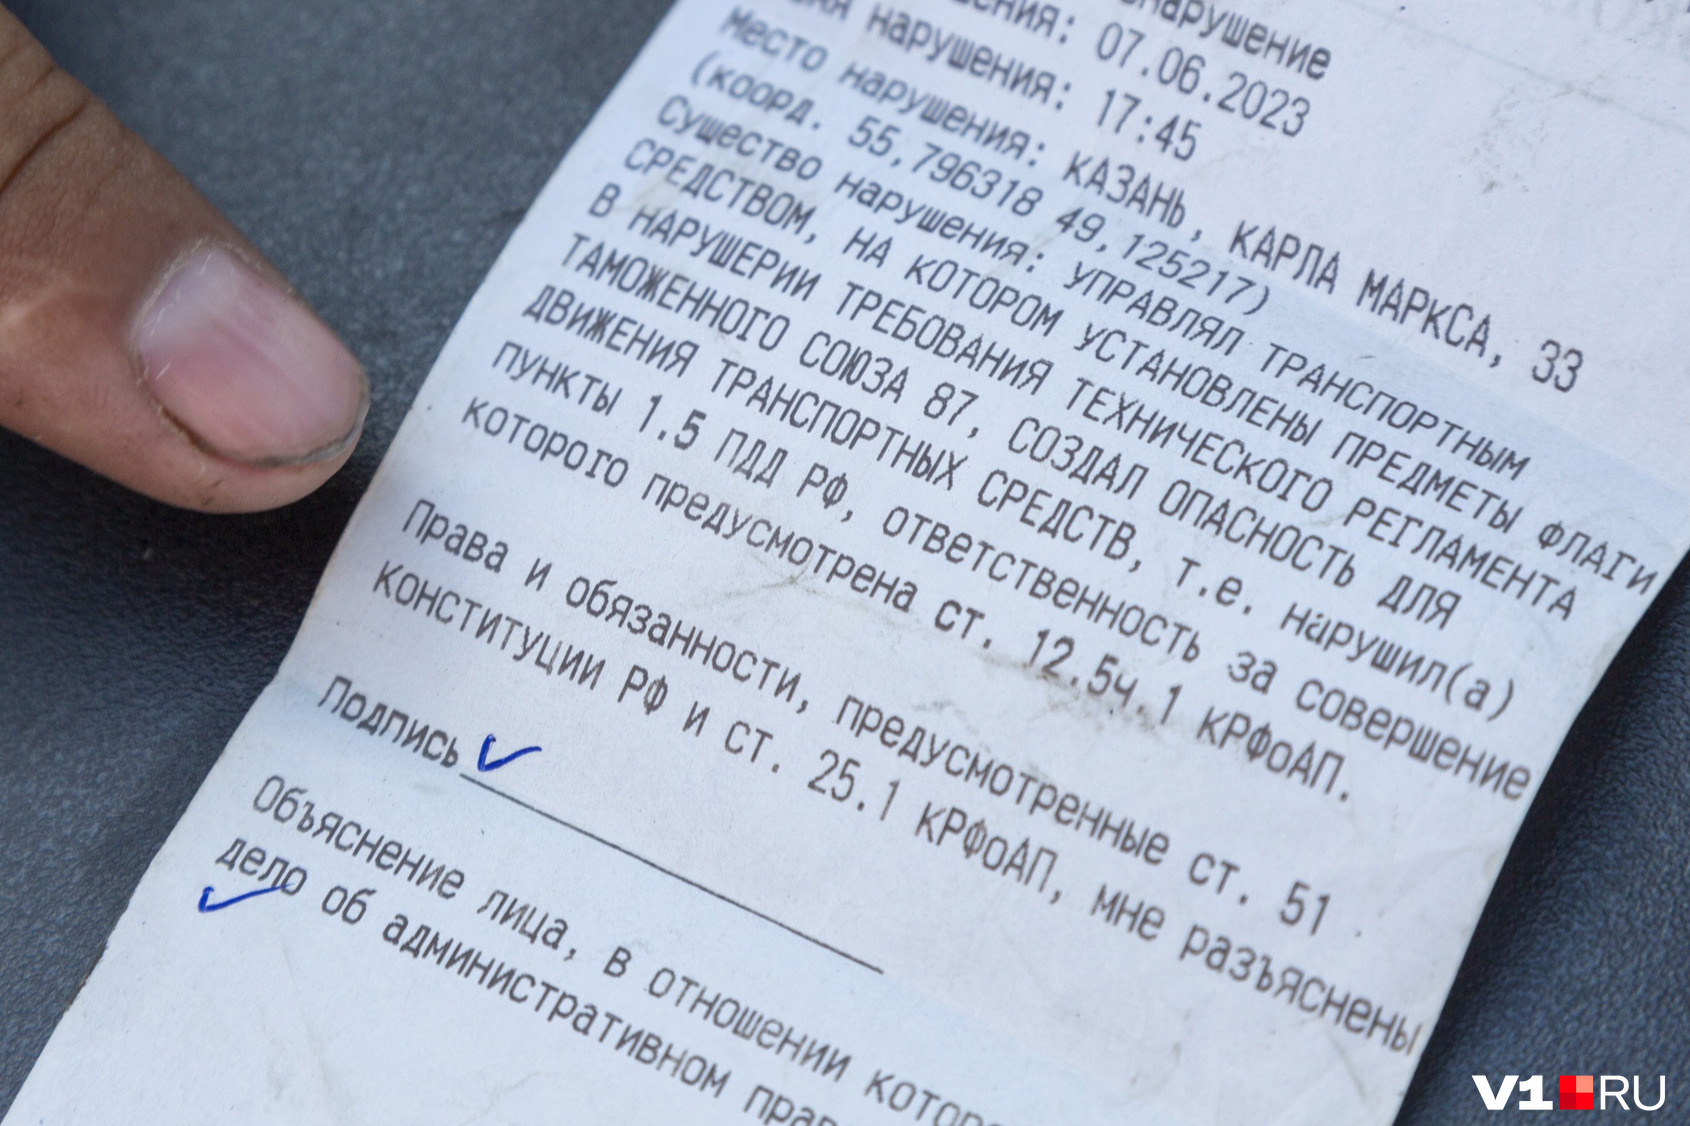 нарушение
07.06.2023
нарушения: 17:45
Место нарушения: КАЗАНЬ, КАРЛА МАРкСА, 33
(коорд. 55,796318 49,125217)
Существо нарушения: УПРАВЛЯЛ ТРАНСПОРТНЫМ
СРЕДСТВОМ, НА КОТОРОМ УСТАНОВЛЕНЫ ПРЕДМЕТЫ ФЛАГИ
В НАРУШЕРИИ ТРЕБОВАНИЯ ТЕХНИЧЕСКОГО РЕГЛАМЕНТА
ТАМОЖЕННОГО СОЮЗА 87, СОЗДАЛ ОПАСНОСТЬ ДЛЯ
ДВИЖЕНИЯ ТРАНСПОРТНЫХ СРЕДСТВ, т.е. нарушил(а)
пункты 1.5 ПДД РФ, ответственность за совершение
которого предусмотрена ст. 12.5ч.1 кРФоАП.
Права и обязанности, предусмотренные ст. 51
конституции РФ и ст. 25.1 кРФоАП, мне разъяснены
Подпись
Объяснение лица, в отношении
дело об административном
V1.RU